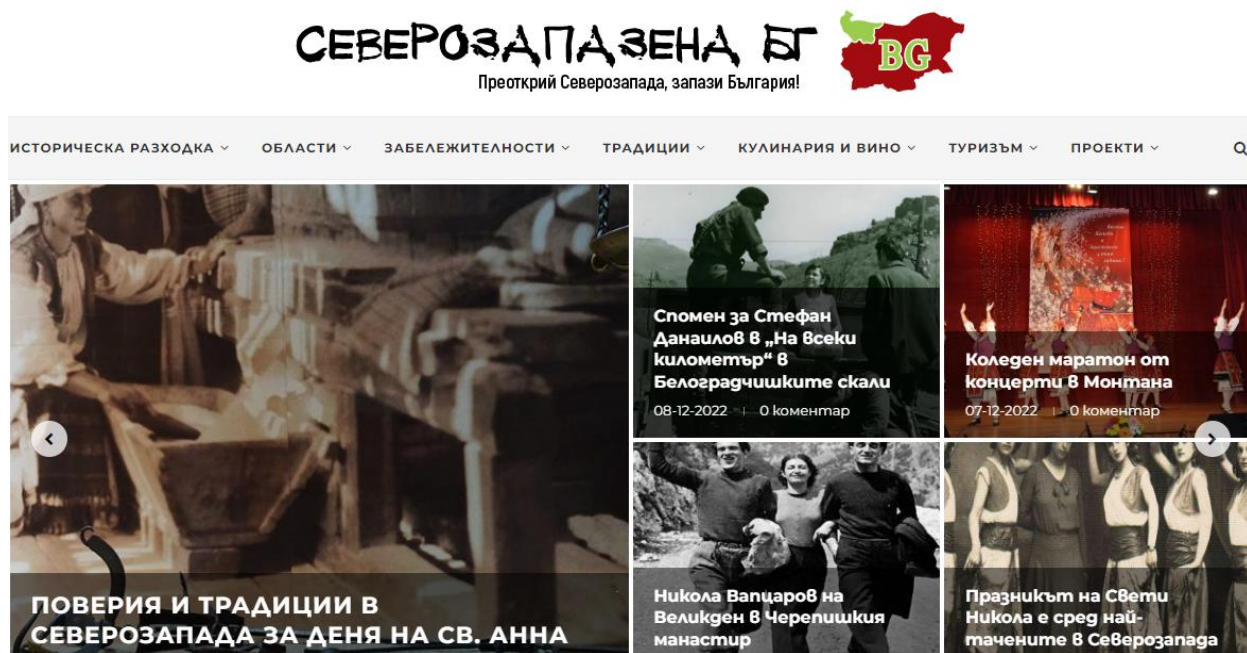 СЕВЕРОЗАПАЗЕНА БГ
BG
Преоткрий Северозапада, запази България!
ИСТОРИЧЕСКА РАЗХОДКА ОБЛАСТИ ЗАБЕЛЕЖИТЕЛНОСТИ ТРАДИЦИИ КУЛИНАРИЯ И ВИНО ТУРИЗЪМ ПРОЕКТИ
ПОВЕРИЯ И ТРАДИЦИИ В
СЕВЕРОЗАПАДА ЗА ДЕНЯ НА СВ. АННА
Спомен за Стефан
Данаилов в „На всеки
километър“ в
Белоградчишките скали
08-12-2022 | 0 коментар
Коледен маратон от
концерти в Монтана
07-12-2022 | 0 коментар
Никола Вапцаров на
Великден в Черепишкия
манастир
Празникът на Свети
Никола е сред най-
тачените в Северозапада